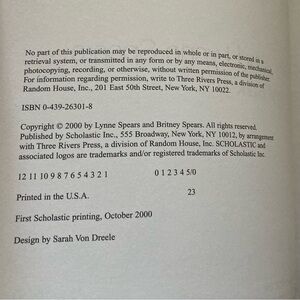 No part of this publication may be reproduced in whole or in part, or stored in a
retrieval system, or transmitted in any form or by any means, electronic, mechanical,
photocopying, recording, or otherwise, without written permission of the publisher.
For information regarding permission, write to Three Rivers Press, a division of
Random House, Inc., 201 East 50th Street, New York, NY 10022.
ISBN 0-439-26301-8
Copyright © 2000 by Lynne Spears and Britney Spears. All rights reserved.
Published by Scholastic Inc., 555 Broadway, New York, NY 10012, by arrangement
with Three Rivers Press, a division of Random House, Inc. SCHOLASTIC and
associated logos are trademarks and/or registered trademarks of Scholastic Inc.
12 11 10 9 8 7 6 5 4 3 2 1 0 1 2 3 4 5/0
Printed in the U.S.A. 23
First Scholastic printing, October 2000
Design by Sarah Von Dreele